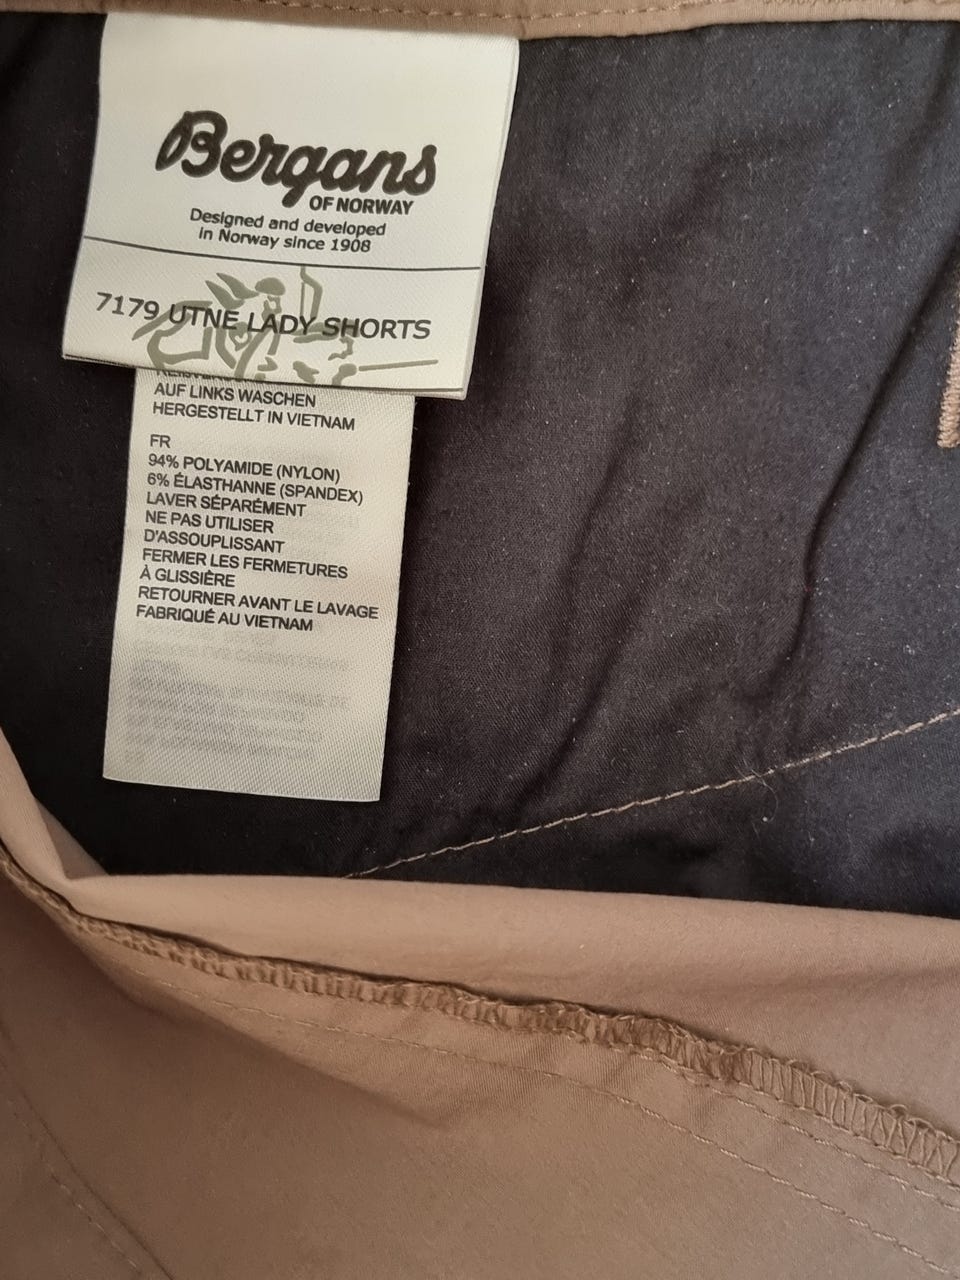 Bergans
OF NORWAY
Designed and developed
in Norway since 1908
7179 UTNE LADY SHORTS
AUF LINKS WASCHEN
HERGESTELLT IN VIETNAM
FR
94% POLYAMIDE (NYLON)
6% ÉLASTHANNE (SPANDEX)
LAVER SÉPARÉMENT
NE PAS UTILISER
D'ASSOUPLISSANT
FERMER LES FERMETURES
À GLISSIÈRE
RETOURNER AVANT LE LAVAGE
FABRIQUÉ AU VIETNAM